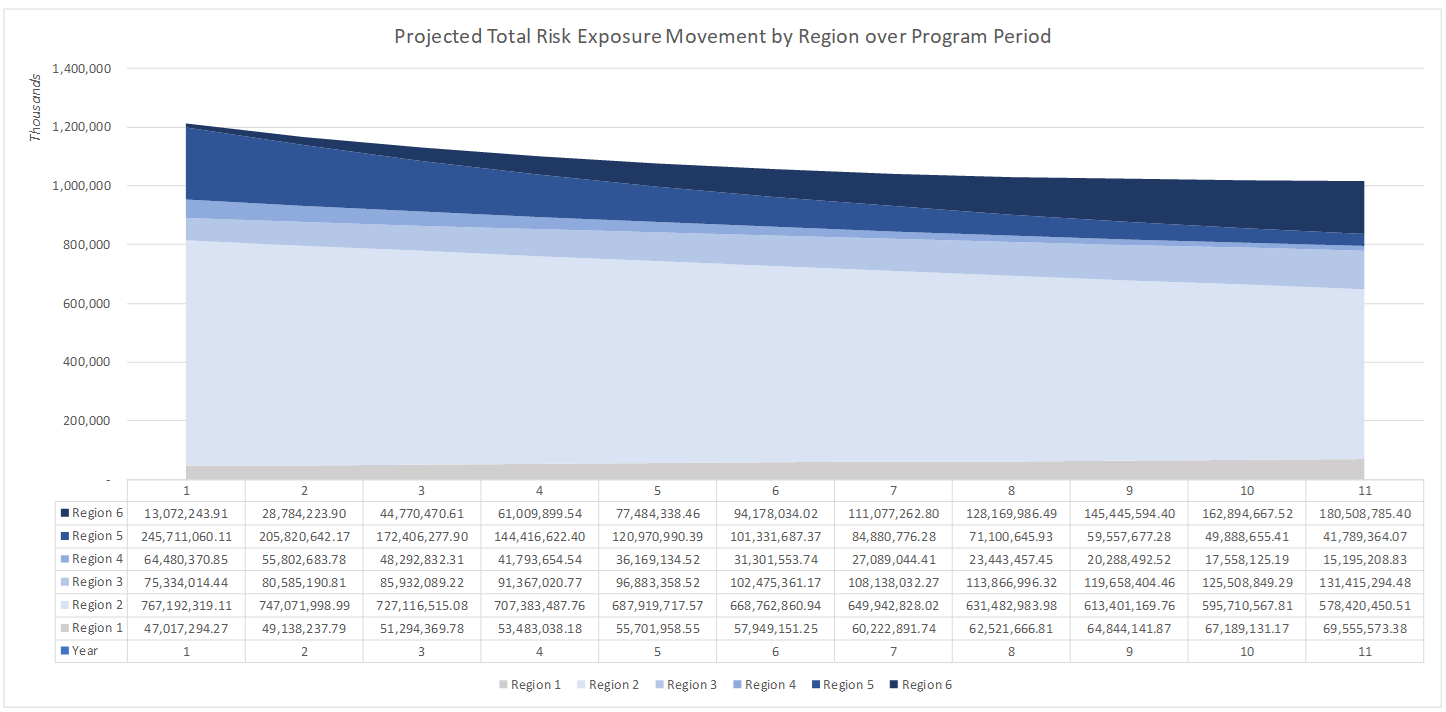 Projected Total Risk Exposure Movement by Region over Program Period
Thousands
1,400,000
1,200,000
1,000,000
800,000
600,000
400,000
200,000
-
1 2 3 4 5 6 7 8 9 10 11
Region 6 13,072,243.91 28,784,223.90 44,770,470.61 61,009,899.54 77,484,338.46 94,178,034.02 111,077,262.80 128,169,986.49 145,445,594.40 162,894,667.52 180,508,785.40
Region 5 245,711,060.11 205,820,642.17 172,406,277.90 144,416,622.40 120,970,990.39 101,331,687.37 84,880,776.28 71,100,645.93 59,557,677.28 49,888,655.41 41,789,364.07
Region 4 64,480,370.85 55,802,683.78 48,292,832.31 41,793,654.54 36,169,134.52 31,301,553.74 27,089,044.41 23,443,457.45 20,288,492.52 17,558,125.19 15,195,208.83
Region 3 75,334,014.44 80,585,190.81 85,932,089.22 91,367,020.77 96,883,358.52 102,475,361.17 108,138,032.27 113,866,996.32 119,658,404.46 125,508,849.29 131,415,294.48
Region 2 767,192,319.11 747,071,998.99 727,116,515.08 707,383,487.76 687,919,717.57 668,762,860.94 649,942,828.02 631,482,983.98 613,401,169.76 595,710,567.81 578,420,450.51
Region 1 47,017,294.27 49,138,237.79 51,294,369.78 53,483,038.18 55,701,958.55 57,949,151.25 60,222,891.74 62,521,666.81 64,844,141.87 67,189,131.17 69,555,573.38
Year 1 2 3 4 5 6 7 8 9 10 11
Region 1 Region 2 Region 3 Region 4 Region 5 Region 6